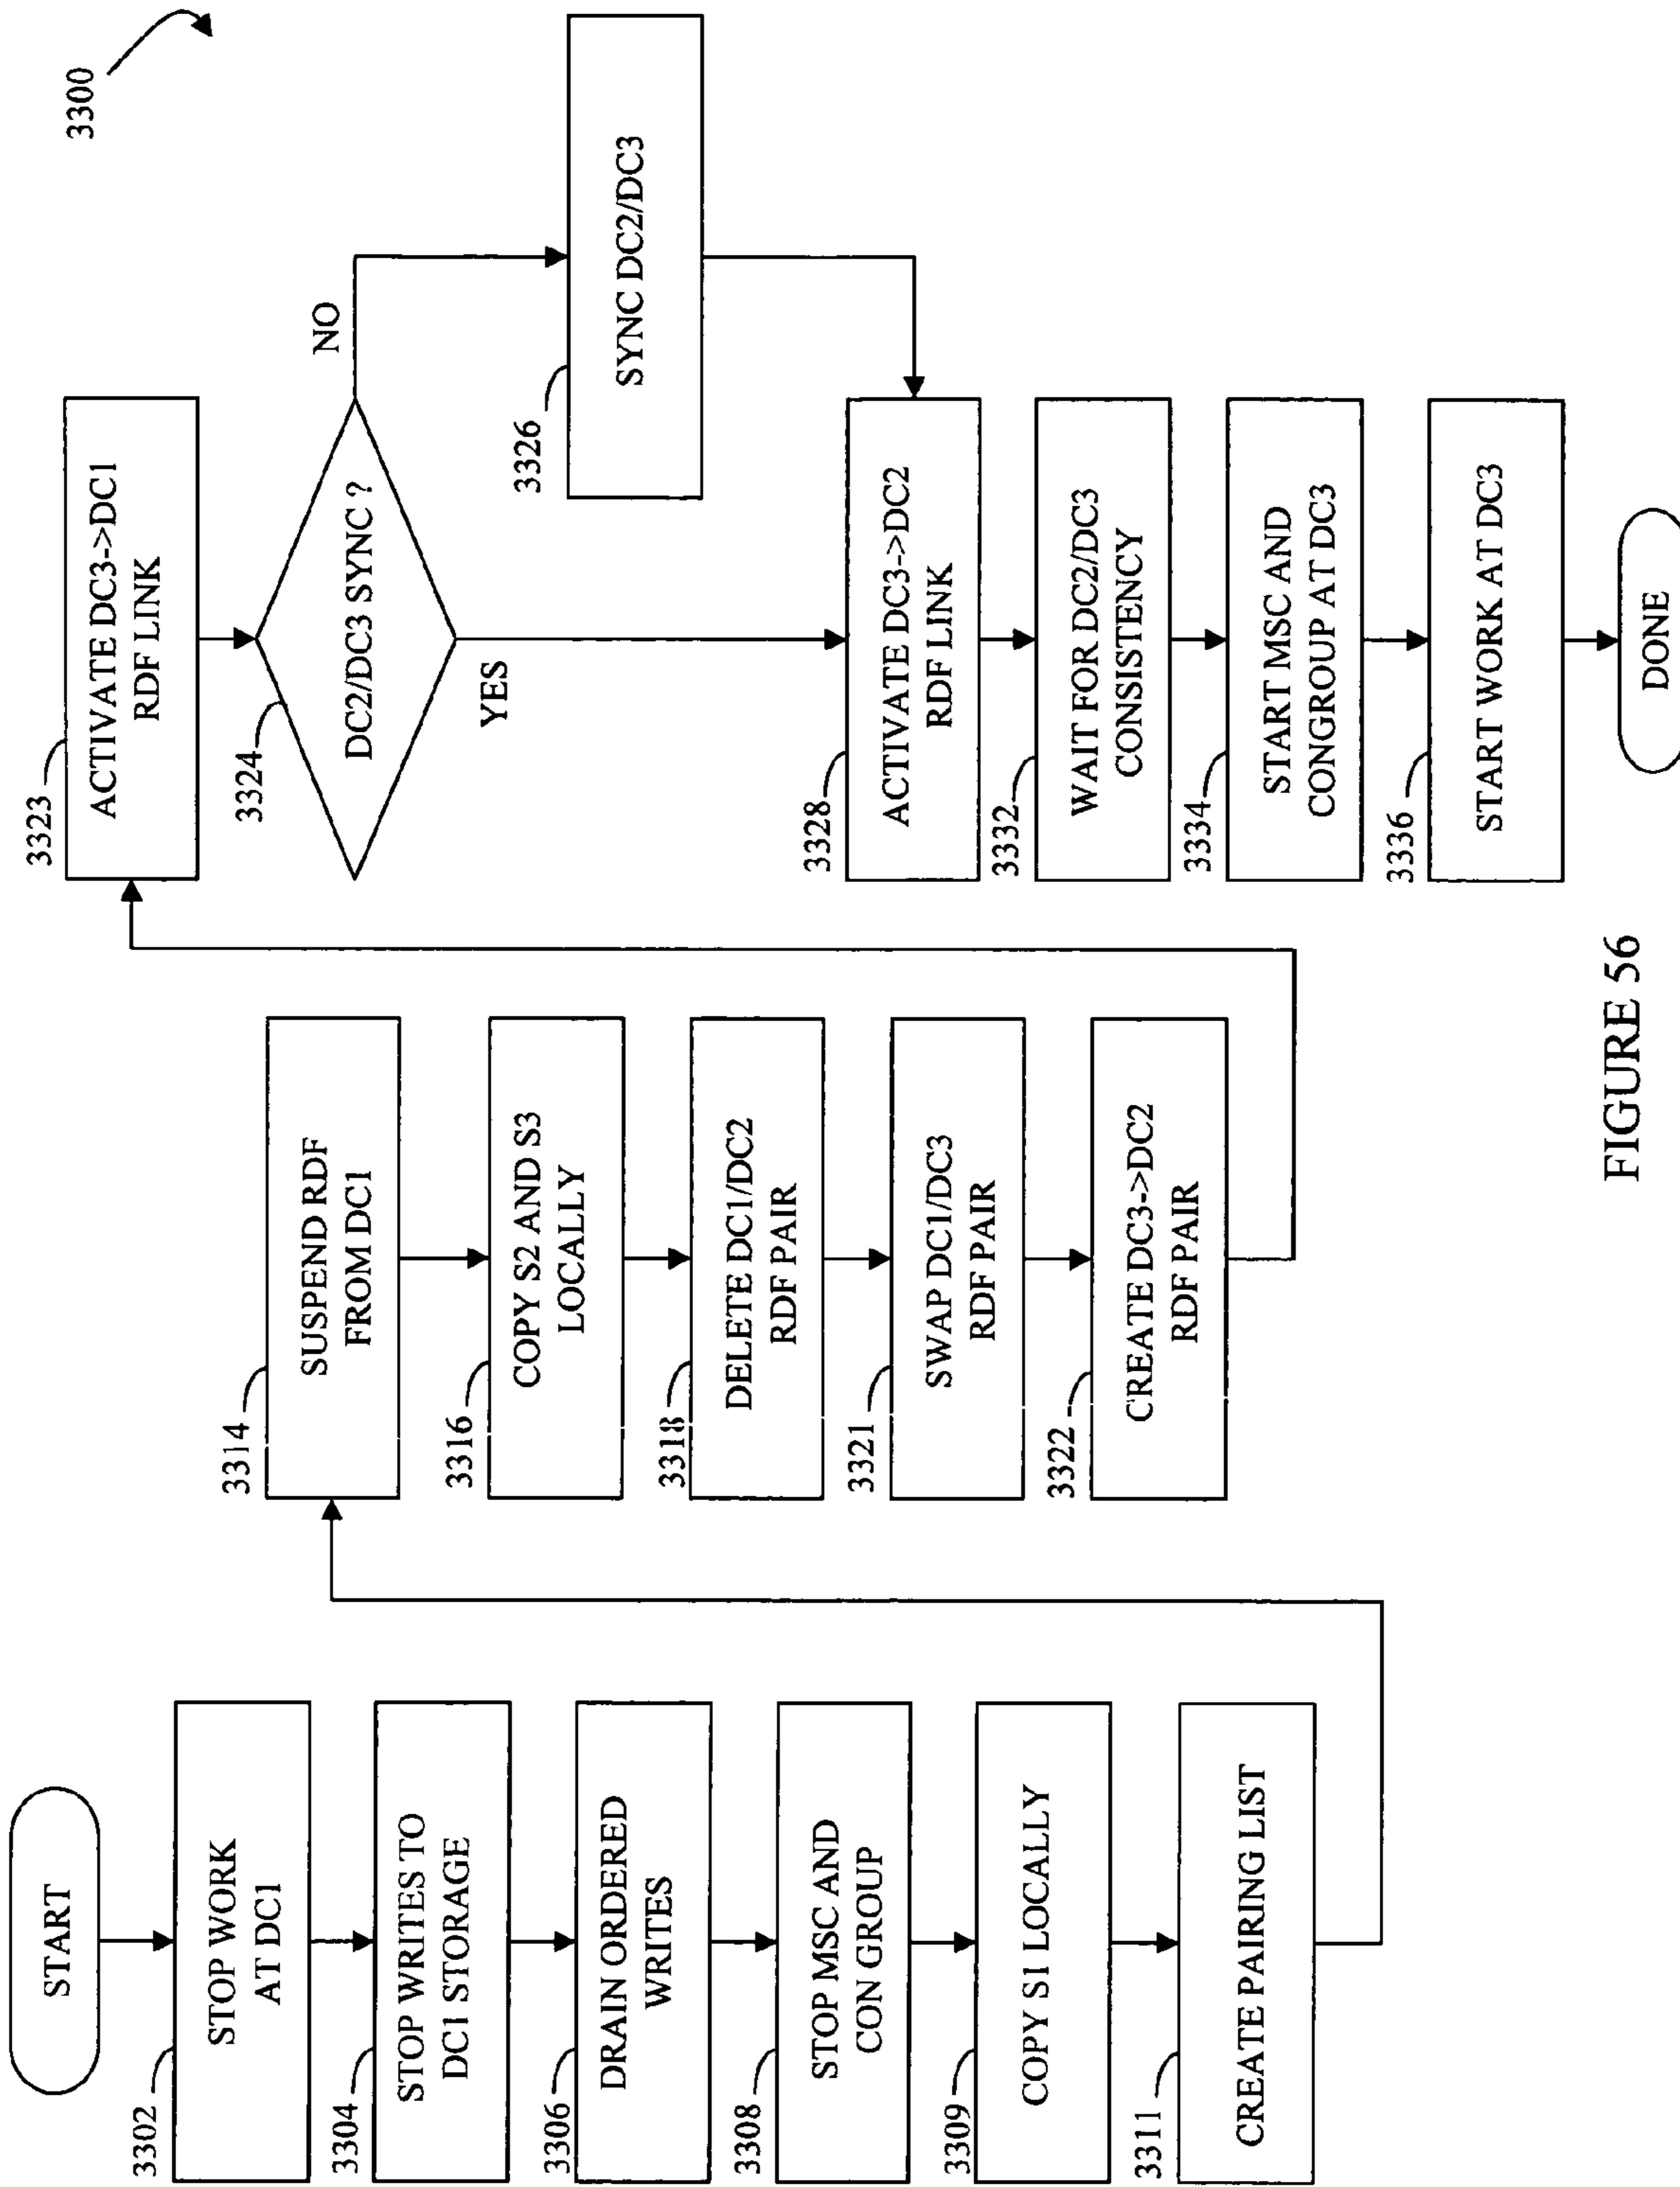 3300
START
3302
STOP WORK
AT DC1
3304
STOP WRITES TO
DC1 STORAGE
3306
DRAIN ORDERED
WRITES
3308
STOP MSC AND
CON GROUP
3309
COPY S1 LOCALLY
3311
CREATE PAIRING LIST
3314
SUSPEND RDF
FROM DC1
3316
COPY S2 AND S3
LOCALLY
3318
DELETE DC1/DC2
RDF PAIR
3321
SWAP DC1/DC3
RDF PAIR
3322
CREATE DC3->DC2
RDF PAIR
3323
ACTIVATE DC3->DC1
RDF LINK
3324
DC2/DC3 SYNC ?
NO
YES
3326
SYNC DC2/DC3
3328
ACTIVATE DC3->DC2
RDF LINK
3332
WAIT FOR DC2/DC3
CONSISTENCY
3334
START MSC AND
CONGROUP AT DC3
3336
START WORK AT DC3
DONE
FIGURE 56